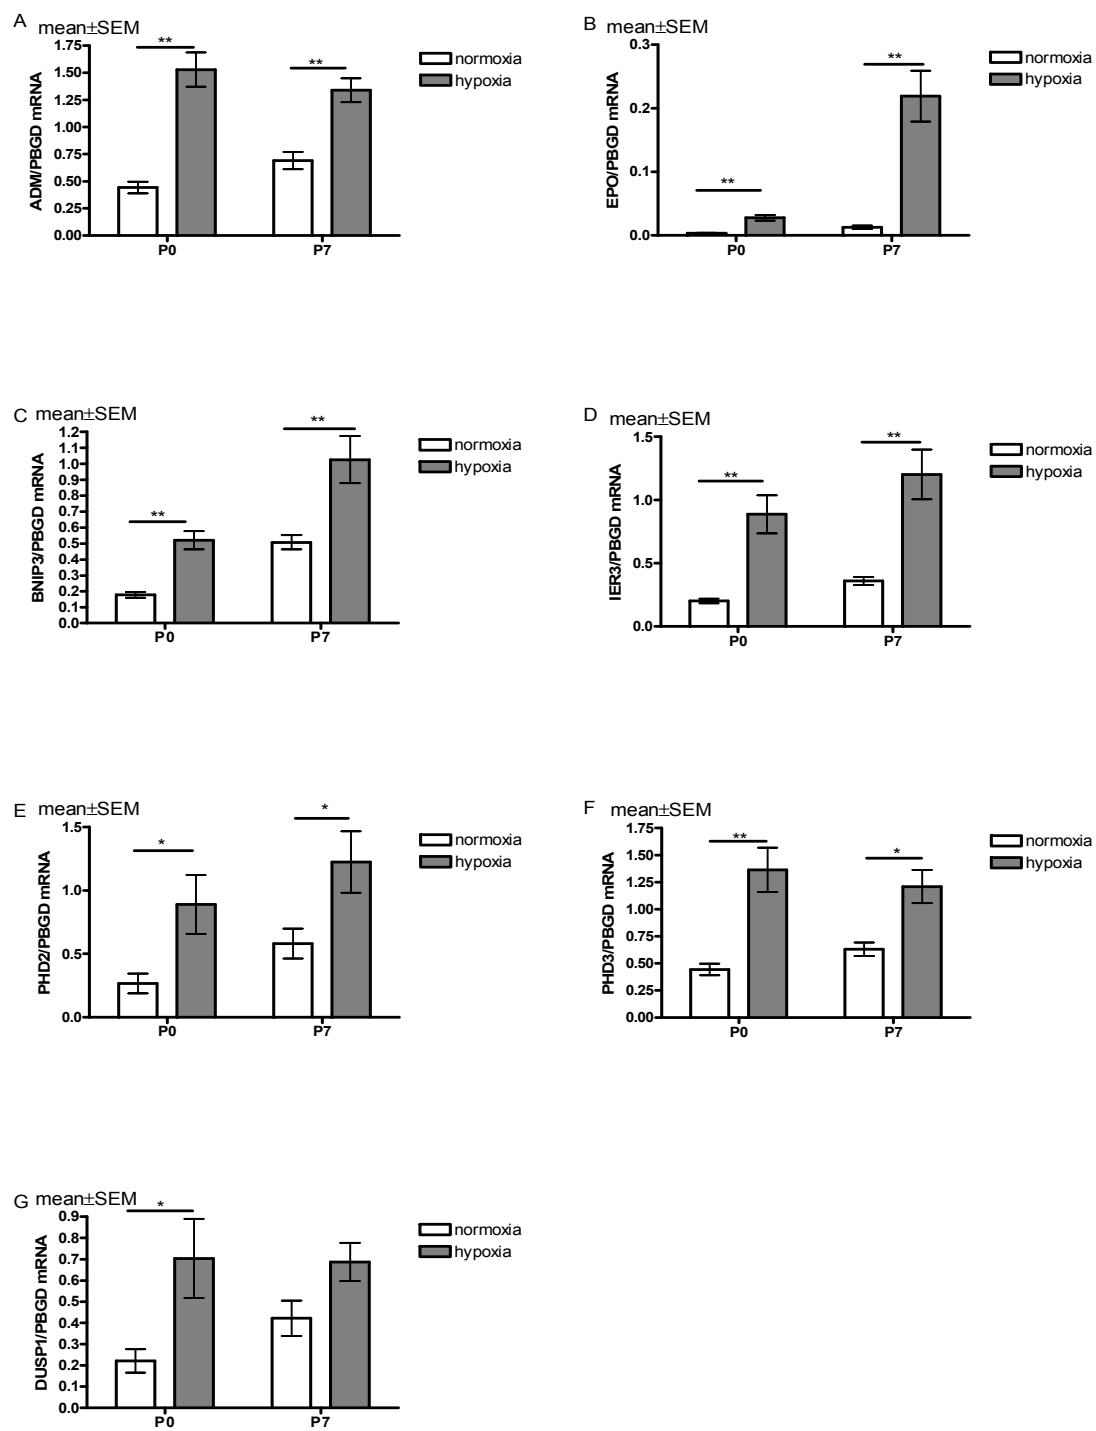 A mean±SEM
**
**
1.75
1.50
1.25
1.00
0.75
0.50
0.25
0.00
ADM/PBGD mRNA
P0
P7
normoxia
hypoxia
B mean±SEM
**
**
0.3
0.2
0.1
0.0
EPO/PBGD mRNA
P0
P7
normoxia
hypoxia
C mean±SEM
**
**
1.2
1.1
1.0
0.9
0.8
0.7
0.6
0.5
0.4
0.3
0.2
0.1
0.0
BNIP3/PBGD mRNA
P0
P7
normoxia
hypoxia
D mean±SEM
**
**
1.5
1.0
0.5
0.0
IER3/PBGD mRNA
P0
P7
normoxia
hypoxia
E mean±SEM
*
*
1.5
1.0
0.5
0.0
PHD2/PBGD mRNA
P0
P7
normoxia
hypoxia
F mean±SEM
**
*
1.75
1.50
1.25
1.00
0.75
0.50
0.25
0.00
PHD3/PBGD mRNA
P0
P7
normoxia
hypoxia
G mean±SEM
*
0.9
0.8
0.7
0.6
0.5
0.4
0.3
0.2
0.1
0.0
DUSP1/PBGD mRNA
P0
P7
normoxia
hypoxia